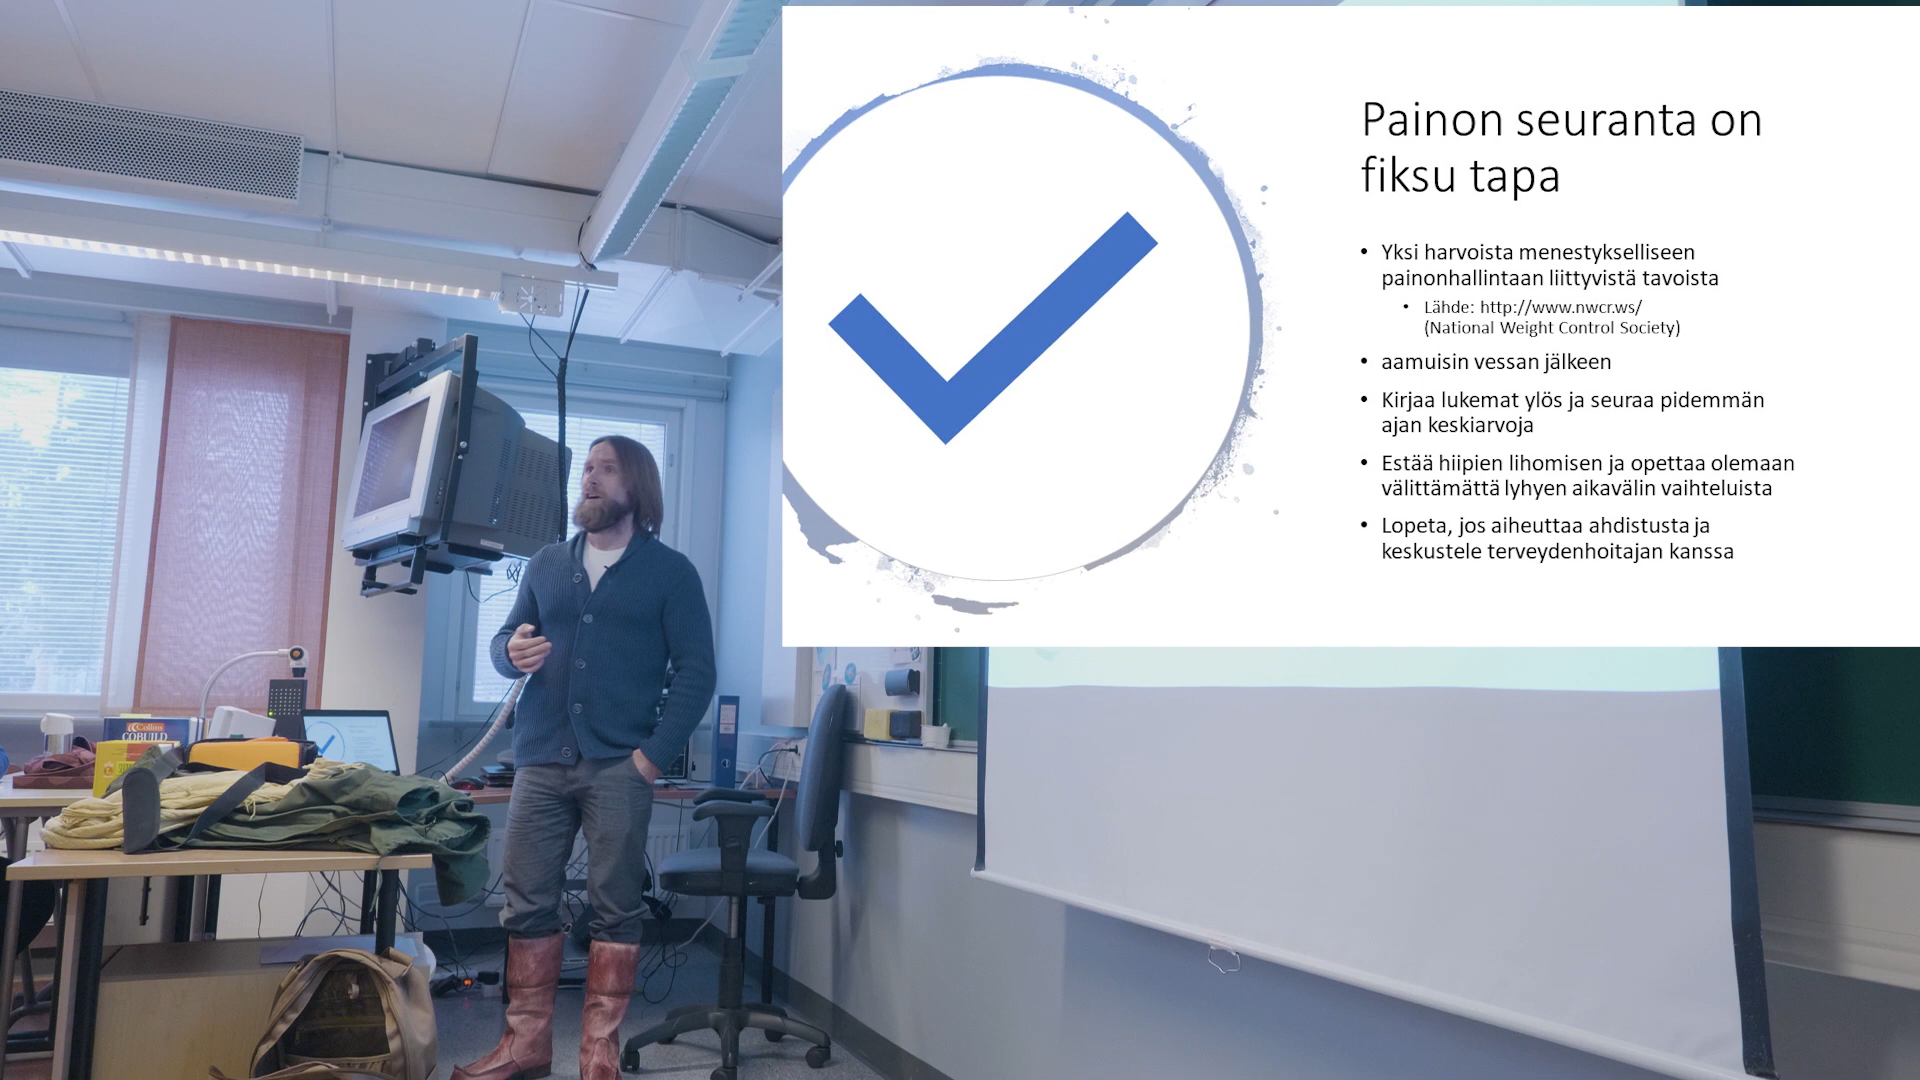 Painon seuranta on
fiksu tapa
• Yksi harvoista menestykselliseen
painonhallintaan liittyvistä tavoista
• Lähde: http://www.nwcr.ws/
(National Weight Control Society)
• aamuisin vessan jälkeen
• Kirjaa lukemat ylös ja seuraa pidemmän
ajan keskiarvoja
• Estää hiipien lihomisen ja opettaa olemaan
välittämättä lyhyen aikavälin vaihteluista
• Lopeta, jos aiheuttaa ahdistusta ja
keskustele terveydenhoitajan kanssa
Collins
COBUILD